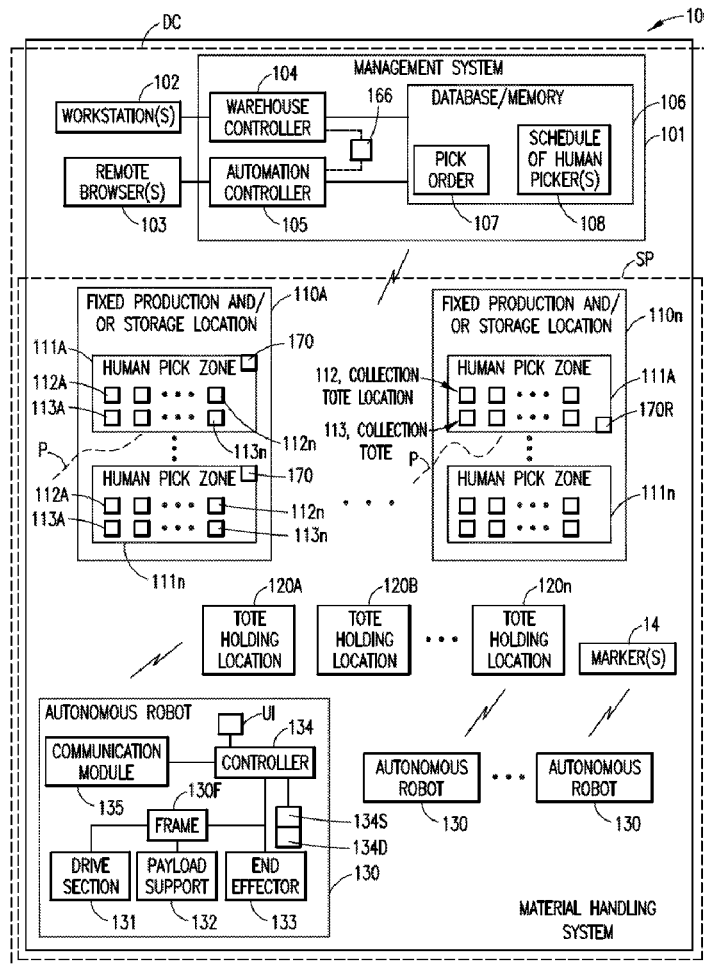 DC
10
MANAGEMENT SYSTEM
102
104
WORKSTATION(S)
WAREHOUSE CONTROLLER
166
DATABASE/MEMORY
106
101
REMOTE BROWSER(S)
AUTOMATION CONTROLLER
PICK ORDER
SCHEDULE OF HUMAN PICKER(S)
103
105
107
108
SP
110A
FIXED PRODUCTION AND/
OR STORAGE LOCATION
111A
170
HUMAN PICK ZONE
112A
113A
112n
113n
P
HUMAN PICK ZONE
170
112A
112n
113A
113n
111n
110n
FIXED PRODUCTION AND/
OR STORAGE LOCATION
HUMAN PICK ZONE
111A
112, COLLECTION
TOTE LOCATION
113, COLLECTION
TOTE
170R
P
HUMAN PICK ZONE
111n
120A
120B
120n
14
TOTE HOLDING LOCATION
TOTE HOLDING LOCATION
TOTE HOLDING LOCATION
MARKER(S)
AUTONOMOUS ROBOT
UI
134
COMMUNICATION MODULE
CONTROLLER
135
130F
FRAME
134S
134D
DRIVE SECTION
PAYLOAD SUPPORT
END EFFECTOR
131
132
133
130
AUTONOMOUS ROBOT
AUTONOMOUS ROBOT
130
130
MATERIAL HANDLING
SYSTEM